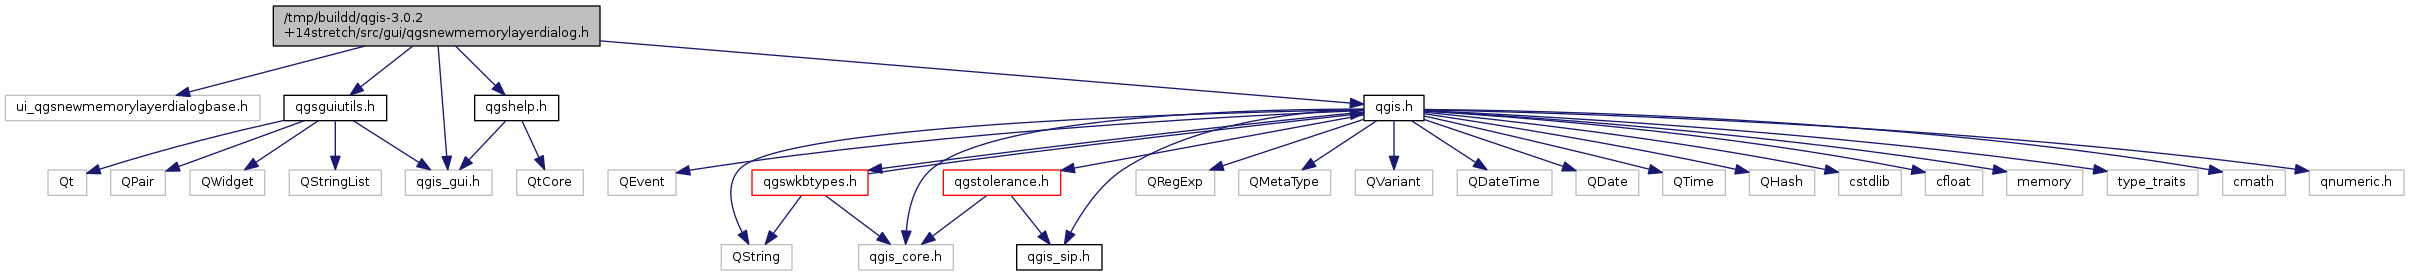 /tmp/buildd/qgis-3.0.2
+14stretch/src/gui/qgsnewmemorylayerdialog.h
ui_qgsnewmemorylayerdialogbase.h
qgsguiutils.h
qgshelp.h
qgis.h
Qt
QPair
QWidget
QStringList
qgis_gui.h
QtCore
QEvent
qgswkbtypes.h
qgstolerance.h
QRegExp
QMetaType
QVariant
QDateTime
QDate
QTime
QHash
cstdlib
cfloat
memory
type_traits
cmath
qnumeric.h
QString
qgis_core.h
qgis_sip.h